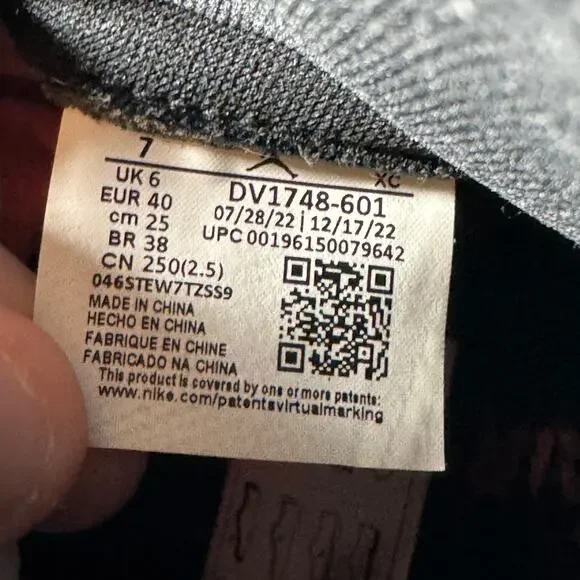 7
XC
UK 6
EUR 40
cm 25
BR 38
CN 250(2.5)
DV1748-601
07/28/22 | 12/17/22
UPC 00196150079642
046STEW7TZSS9
MADE IN CHINA
HECHO EN CHINA
FABRIQUE EN CHINE
FABRICADO NA CHINA
This product is covered by one or more patents:
www.nike.com/patentsvirtualmarking